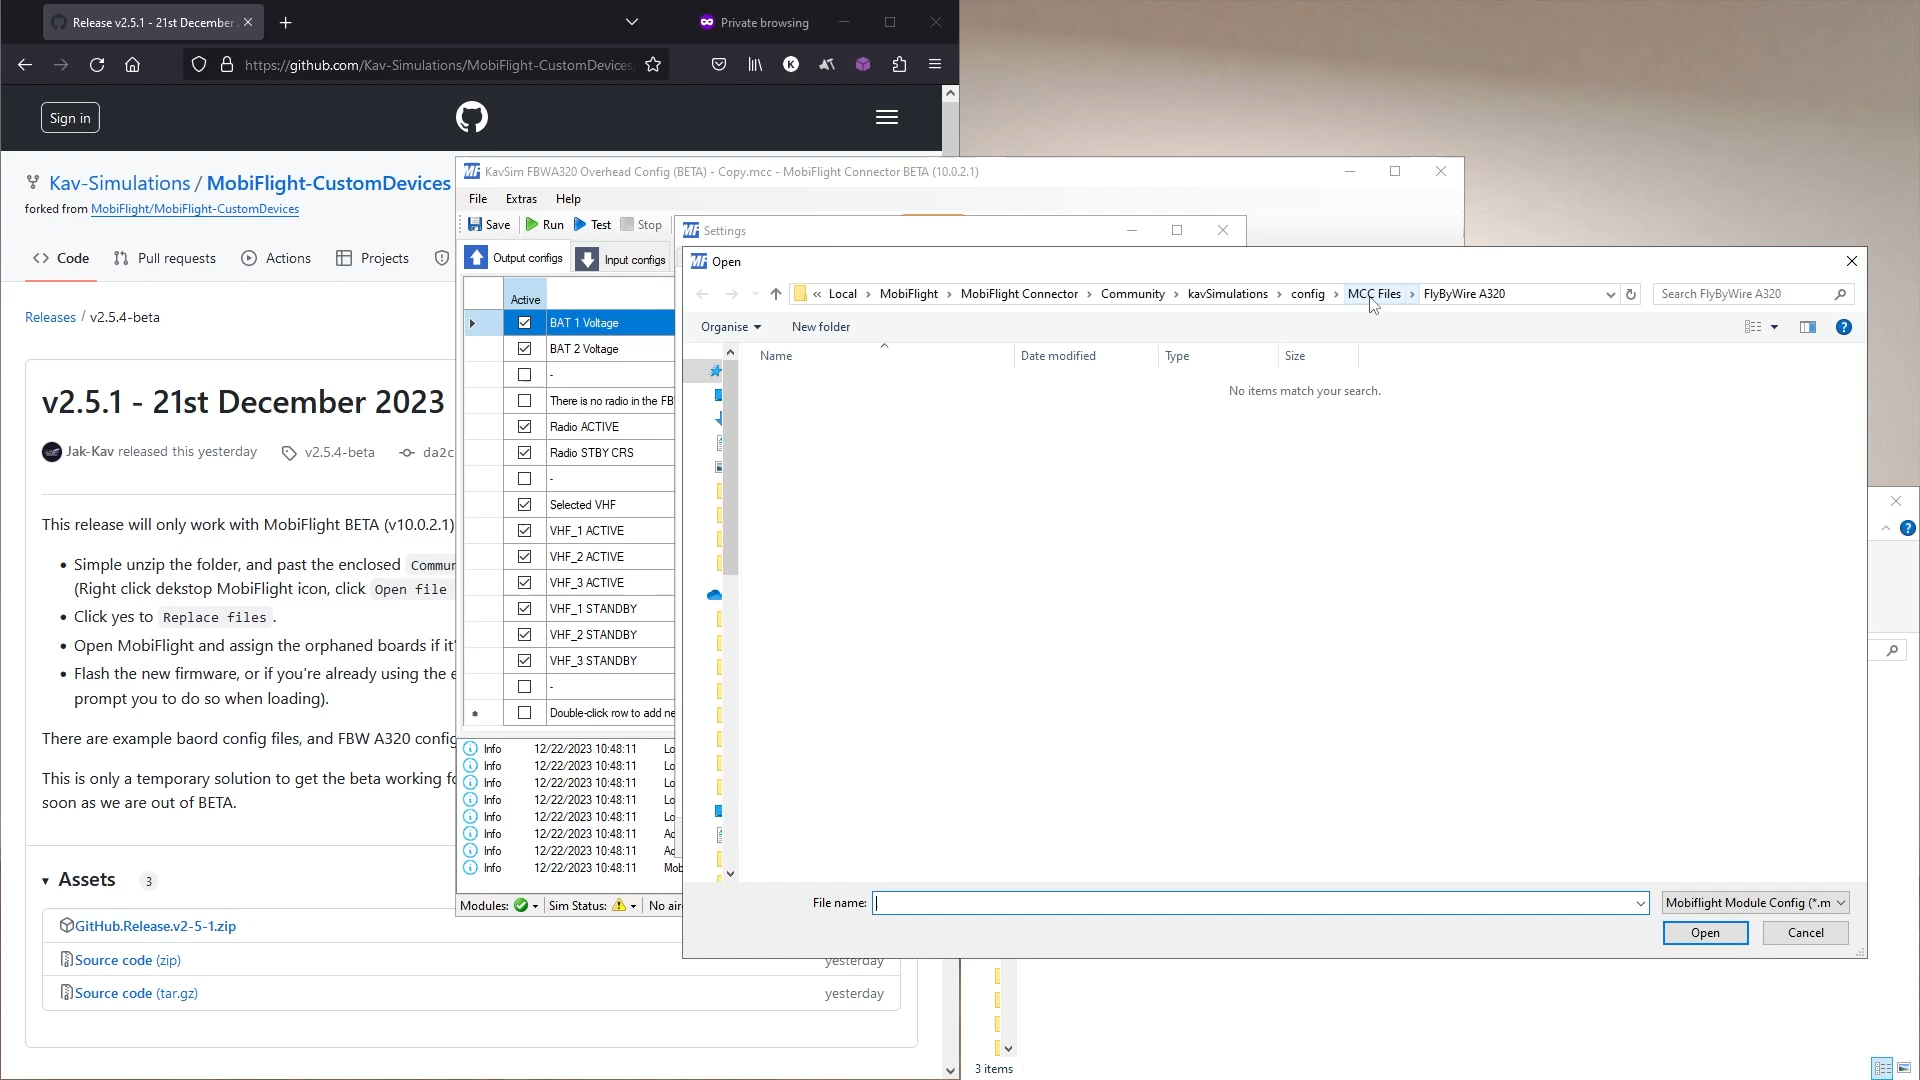 Release v2.5.1 - 21st December
Private browsing
https://github.com/Kav-Simulations/MobiFlight-CustomDevices/
Sign in
Kav-Simulations / MobiFlight-CustomDevices
forked from MobiFlight/MobiFlight-CustomDevices
Code
Pull requests
Actions
Projects
Releases / v2.5.4-beta
v2.5.1 - 21st December 2023
Jak-Kav released this yesterday
v2.5.4-beta
da2c
This release will only work with MobiFlight BETA (v10.0.2.1)
• Simple unzip the folder, and past the enclosed Commun
(Right click dekstop MobiFlight icon, click Open file
• Click yes to Replace files.
• Open MobiFlight and assign the orphaned boards if it'
• Flash the new firmware, or if you're already using the e
prompt you to do so when loading).
There are example baord config files, and FBW A320 config
This is only a temporary solution to get the beta working fo
soon as we are out of BETA.
Assets 3
GitHub.Release.v2-5-1.zip
Source code (zip)
yesterday
Source code (tar.gz)
yesterday
MF KavSim FBWA320 Overhead Config (BETA) - Copy.mcc - MobiFlight Connector BETA (10.0.2.1)
File
Extras
Help
Save
Run
Test
Stop
Output configs
Input configs
Active
BAT 1 Voltage
BAT 2 Voltage
-
There is no radio in the FB
Radio ACTIVE
Radio STBY CRS
-
Selected VHF
VHF_1 ACTIVE
VHF_2 ACTIVE
VHF_3 ACTIVE
VHF_1 STANDBY
VHF_2 STANDBY
VHF_3 STANDBY
-
Double-click row to add ne
Info 12/22/2023 10:48:11 Lo
Info 12/22/2023 10:48:11 Lo
Info 12/22/2023 10:48:11 Lo
Info 12/22/2023 10:48:11 Lo
Info 12/22/2023 10:48:11 Lo
Info 12/22/2023 10:48:11 Ac
Info 12/22/2023 10:48:11 Ac
Info 12/22/2023 10:48:11 Mob
Modules:
Sim Status:
No air
MF Settings
MF Open
« Local > MobiFlight > MobiFlight Connector > Community > kavSimulations > config > MCC Files > FlyByWire A320
Search FlyByWire A320
Organise
New folder
Name
Date modified
Type
Size
No items match your search.
File name:
Mobiflight Module Config (*.m
Open
Cancel
3 items